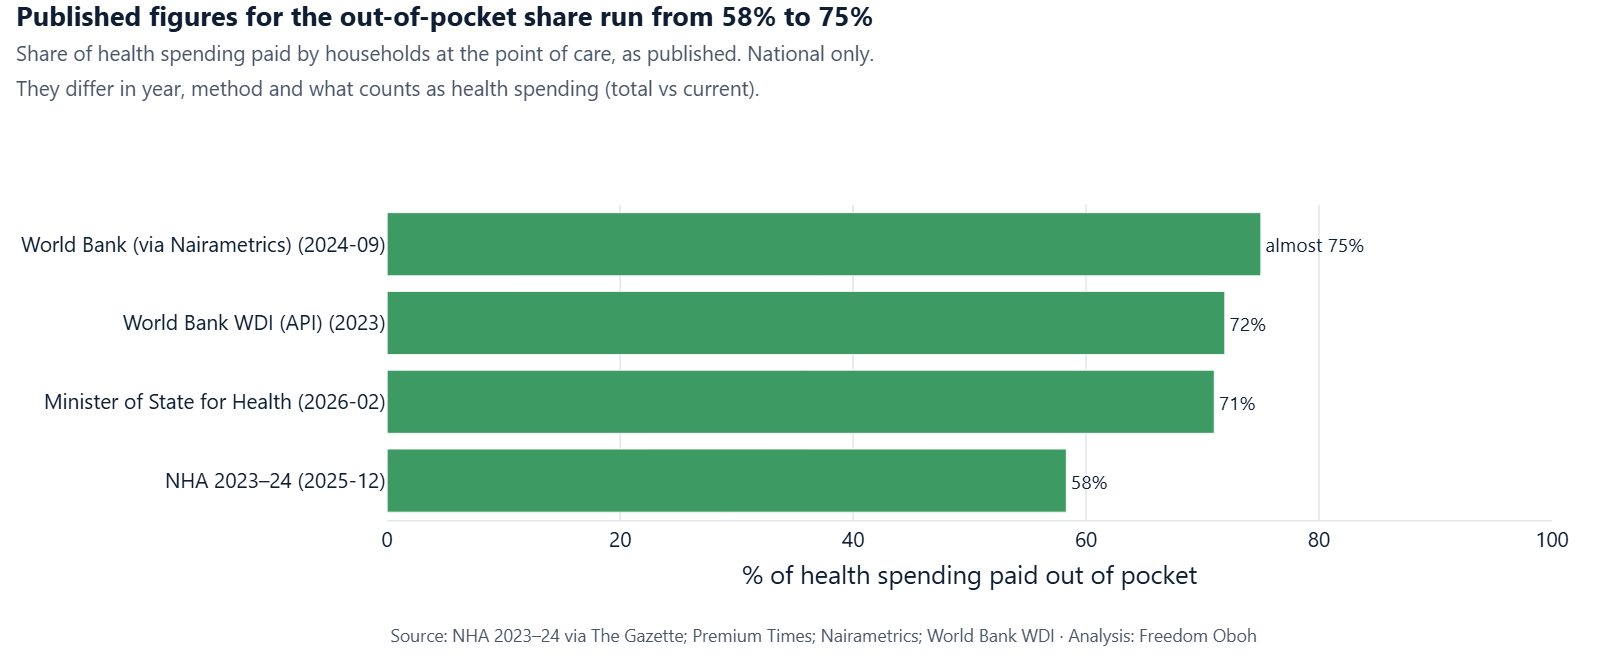 Published figures for the out-of-pocket share run from 58% to 75%
Share of health spending paid by households at the point of care, as published. National only.
They differ in year, method and what counts as health spending (total vs current).
World Bank (via Nairametrics) (2024-09)
almost 75%
World Bank WDI (API) (2023)
72%
Minister of State for Health (2026-02)
71%
NHA 2023–24 (2025-12)
58%
0 20 40 60 80 100
% of health spending paid out of pocket
Source: NHA 2023–24 via The Gazette; Premium Times; Nairametrics; World Bank WDI · Analysis: Freedom Oboh